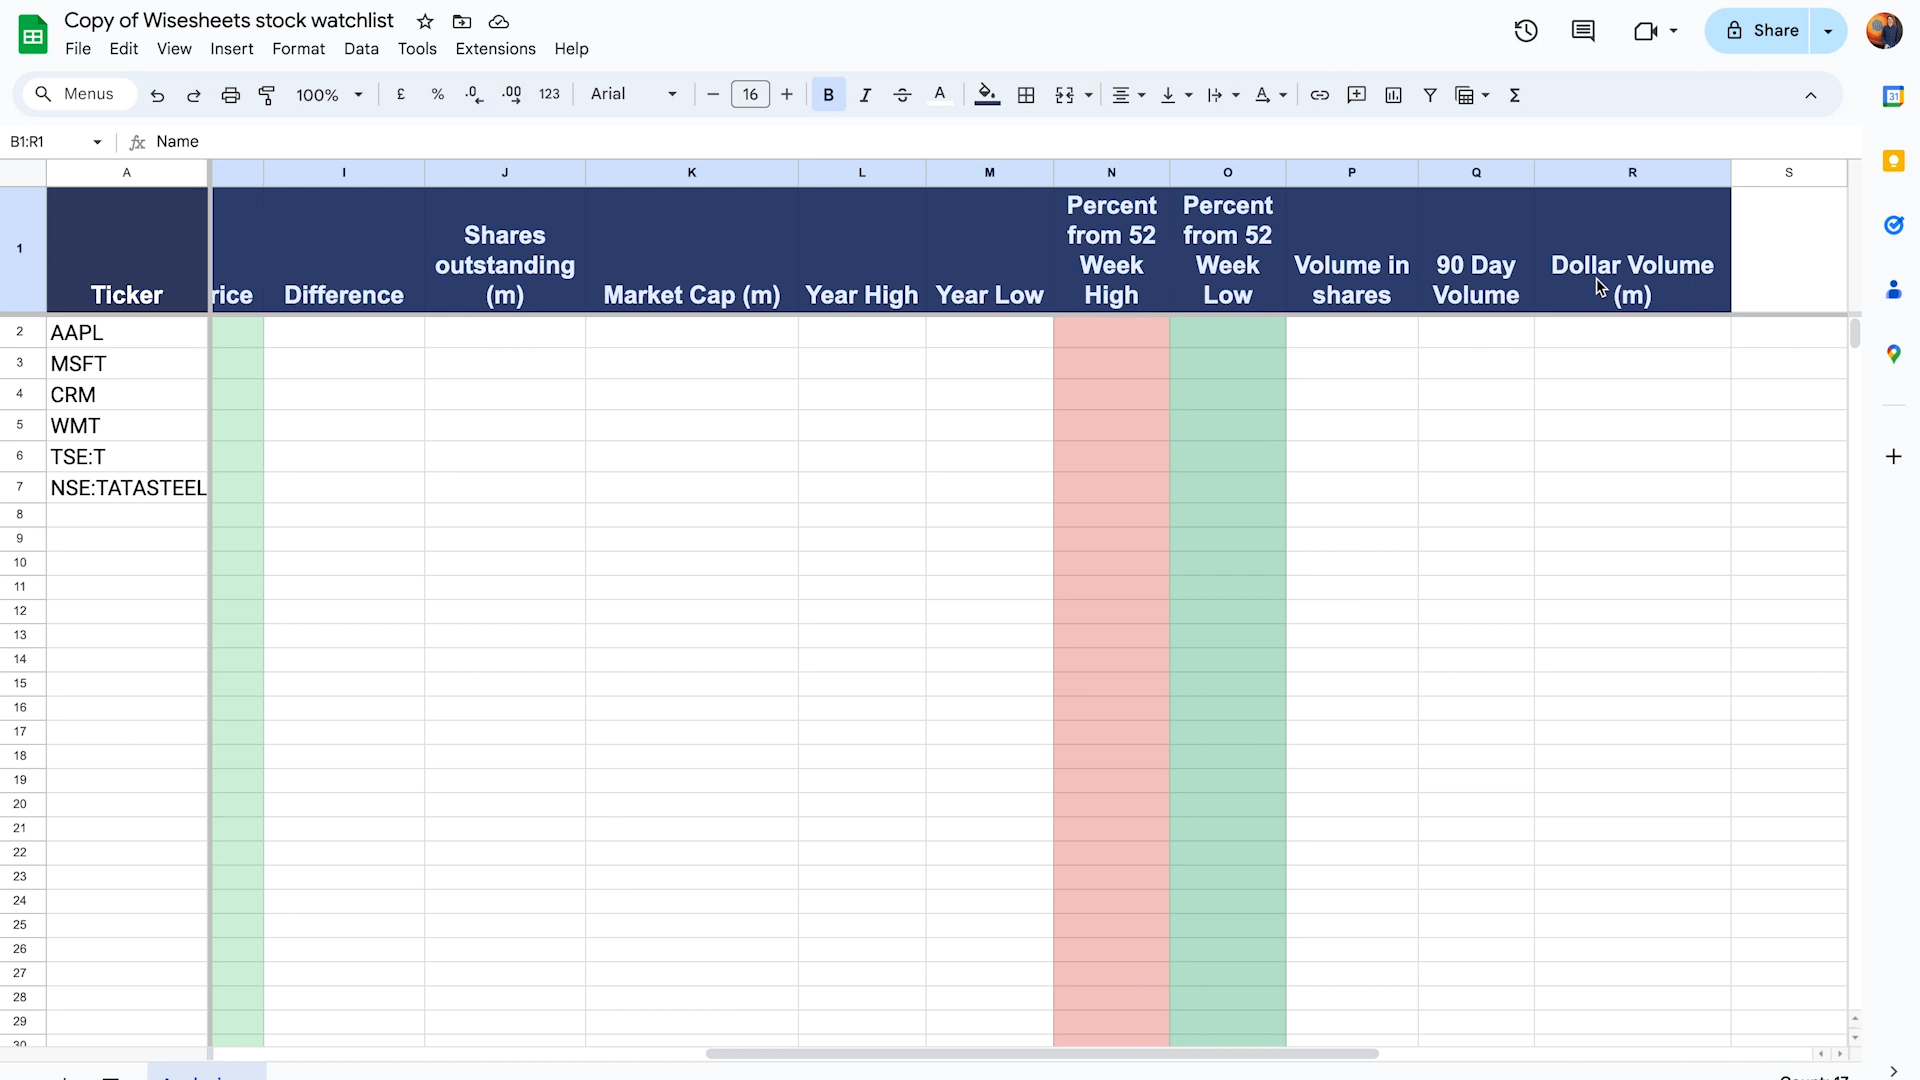 Copy of Wisesheets stock watchlist
File Edit View Insert Format Data Tools Extensions Help
Share
Menus 100% £ % .0 .00 123 Arial 16 B I S A
31
B1:R1 fx Name
A I J K L M N O P Q R S
1
Ticker
rice
Difference
Shares
outstanding
(m)
Market Cap (m)
Year High
Year Low
Percent
from 52
Week
High
Percent
from 52
Week
Low
Volume in
shares
90 Day
Volume
Dollar Volume
(m)
2 AAPL
3 MSFT
4 CRM
5 WMT
6 TSE:T
7 NSE:TATASTEEL
8
9
10
11
12
13
14
15
16
17
18
19
20
21
22
23
24
25
26
27
28
29
30